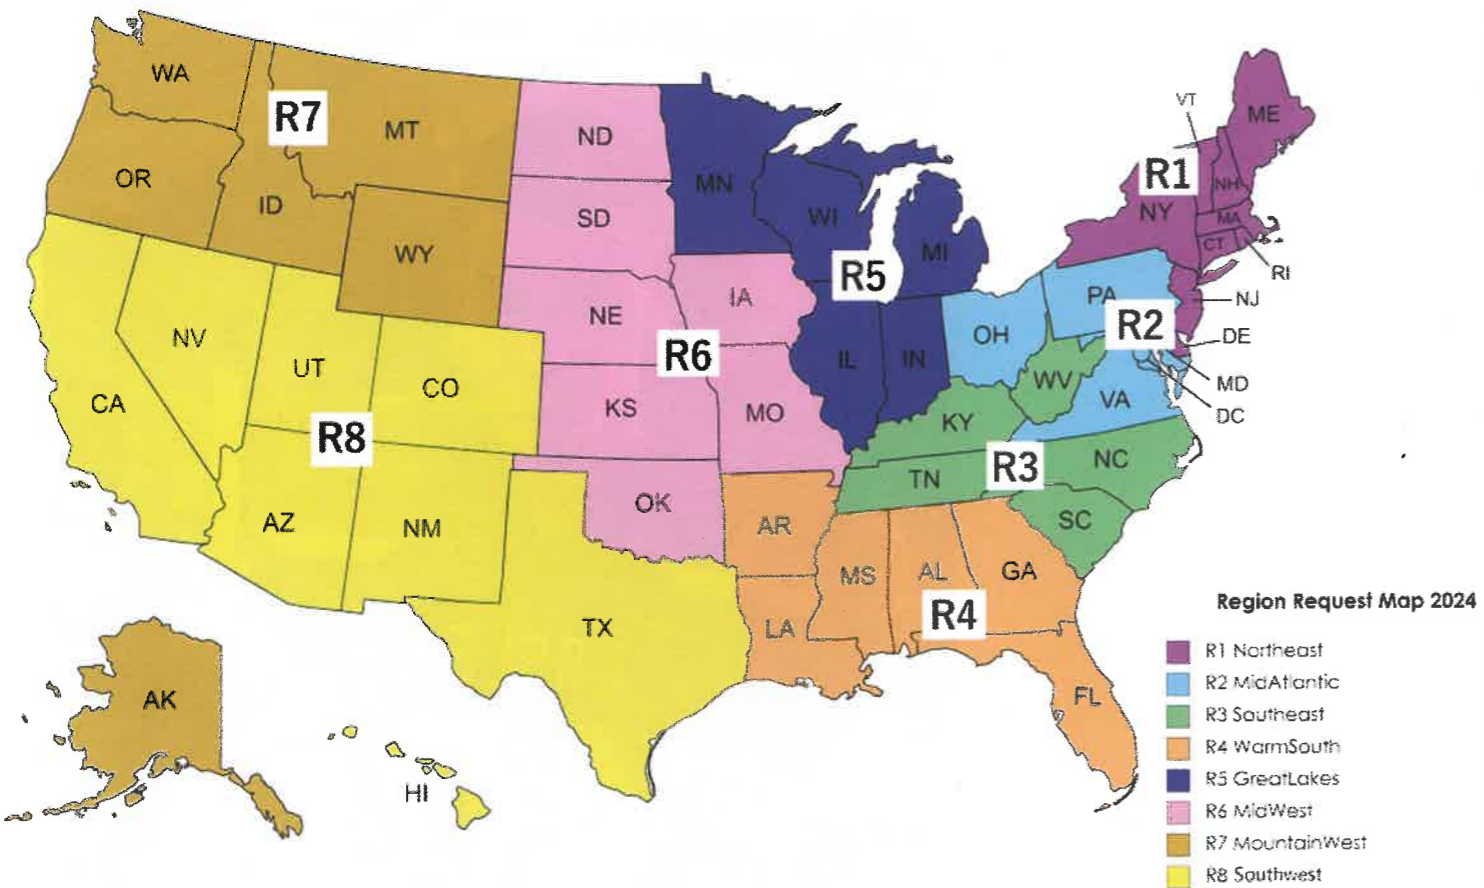 WA
R7
MT
ND
MN
VT
ME
OR
ID
SD
WI
MI
R1
NH
NY
MA
WY
R5
CT
RI
NE
IA
PA
NJ
NV
R6
OH
R2
DE
UT
CO
IL
IN
WV
MD
CA
KS
MO
KY
VA
DC
R8
TN
R3
NC
AZ
NM
OK
AR
SC
MS
AL
GA
TX
LA
R4
AK
FL
HI
Region Request Map 2024
R1 Northeast
R2 MidAtlantic
R3 Southeast
R4 WarmSouth
R5 GreatLakes
R6 MidWest
R7 MountainWest
R8 Southwest